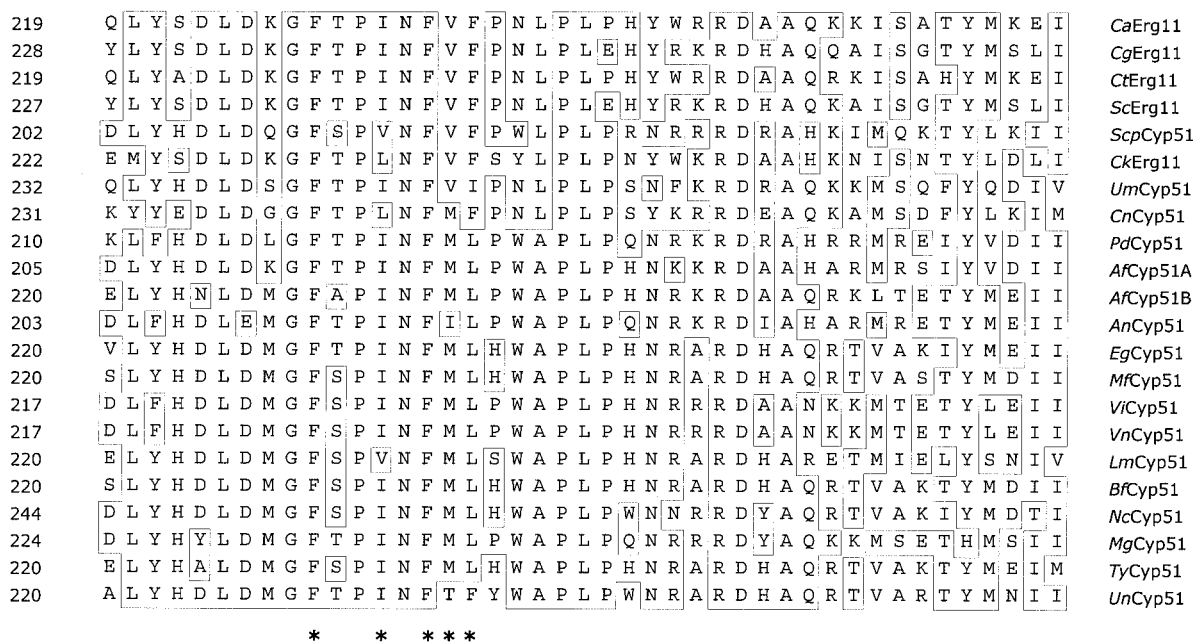 219 Q L Y S D L D K G F T P I N F V F P N L P L P H Y W R R D A A Q K K I S A T Y M K E I CaErg11
228 Y L Y S D L D K G F T P I N F V F P N L P L E H Y R K R D H A Q Q A I S G T Y M S L I CgErg11
219 Q L Y A D L D K G F T P I N F V F P N L P L P H Y W R R D A A Q R K I S A H Y M K E I CtErg11
227 Y L Y S D L D K G F T P I N F V F P N L P L E H Y R K R D H A Q K A I S G T Y M S L I ScErg11
202 D L Y H D L D Q G F S P V N F V F P W L P L P R N R R R D R A H K I M Q K T Y L K I I ScpCyp51
222 E M Y S D L D K G F T P L N F V F S Y L P L P N Y W K R D A A H K N I S N T Y L D L I CkErg11
232 Q L Y H D L D S G F T P I N F V I P N L P L P S N F K R D R A Q K K M S Q F Y Q D I V UmCyp51
231 K Y Y E D L D G G F T P L N F M F P N L P L P S Y K R R D E A Q K A M S D F Y L K I M CnCyp51
210 K L F H D L D L G F T P I N F M L P W A P L P Q N R K R D R A H R R M R E I Y V D I I PdCyp51
205 D L Y H D L D K G F T P I N F M L P W A P L P H N K K R D A A H A R M R S I Y V D I I AfCyp51A
220 E L Y H N L D M G F A P I N F M L P W A P L P H N R K R D A A Q R K L T E T Y M E I I AfCyp51B
203 D L F H D L E M G F T P I N F I L P W A P L P Q N R K R D I A H A R M R E T Y M E I I AnCyp51
220 V L Y H D L D M G F T P I N F M L H W A P L P H N R A R D H A Q R T V A K I Y M E I I EgCyp51
220 S L Y H D L D M G F S P I N F M L H W A P L P H N R A R D H A Q R T V A S T Y M D I I MfCyp51
217 D L F H D L D M G F S P I N F M L P W A P L P H N R R R D A A N K K M T E T Y L E I I ViCyp51
217 D L F H D L D M G F S P I N F M L P W A P L P H N R R R D A A N K K M T E T Y L E I I VnCyp51
220 E L Y H D L D M G F S P V N F M L S W A P L P H N R A R D H A R E T M I E L Y S N I V LmCyp51
220 S L Y H D L D M G F S P I N F M L H W A P L P H N R A R D H A Q R T V A K T Y M D I I BfCyp51
244 D L Y H D L D M G F S P I N F M L H W A P L P W N N R R D Y A Q R T V A K I Y M D T I NcCyp51
224 D L Y H Y L D M G F T P I N F M L H W A P L P Q N R R R D Y A Q K K M S E T H M S I I MgCyp51
220 E L Y H A L D M G F S P I N F M L H W A P L P H N R A R D H A Q R T V A K T Y M E I M TyCyp51
220 A L Y H D L D M G F T P I N F T F Y W A P L P W N R A R D H A Q R T V A R T Y M N I I UnCyp51
* * * * *